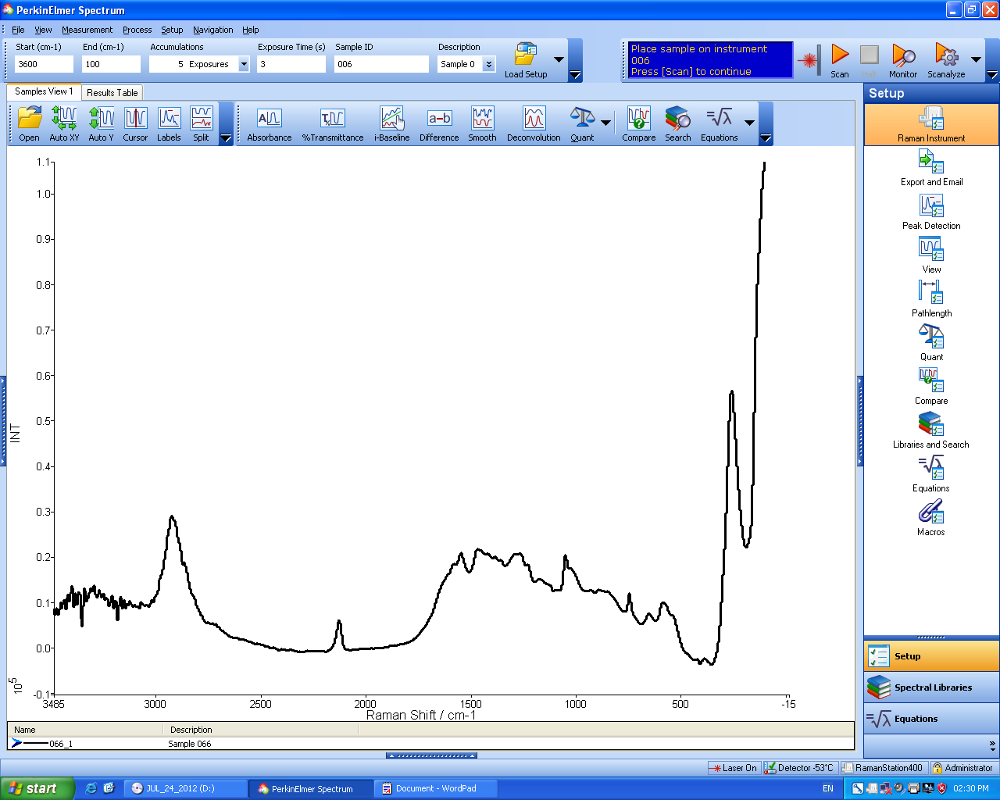 PerkinElmer Spectrum
File View Measurement Process Setup Navigation Help
Start (cm-1) End (cm-1) Accumulations Exposure Time (s) Sample ID Description
3600 100 5 Exposures 3 006 Sample 0
Load Setup
Place sample on instrument
006
Press [Scan] to continue
Scan Halt Monitor Scanalyze
Samples View 1 Results Table
Open Auto XY Auto Y Cursor Labels Split
Absorbance %Transmittance i-Baseline Difference Smooth Deconvolution Quant Compare Search Equations
1.1
1.0
0.9
0.8
0.7
0.6
0.5
0.4
0.3
0.2
0.1
0.0
-0.1
INT
10^5
3485 3000 2500 2000 1500 1000 500 -15
Raman Shift / cm-1
Name Description
066_1 Sample 066
Setup
Raman Instrument
Export and Email
Peak Detection
View
Pathlength
Quant
Compare
Libraries and Search
Equations
Macros
Setup
Spectral Libraries
Equations
Laser On Detector -53°C RamanStation400 Administrator
start JUL_24_2012 (D:) PerkinElmer Spectrum Document - WordPad EN 02:30 PM